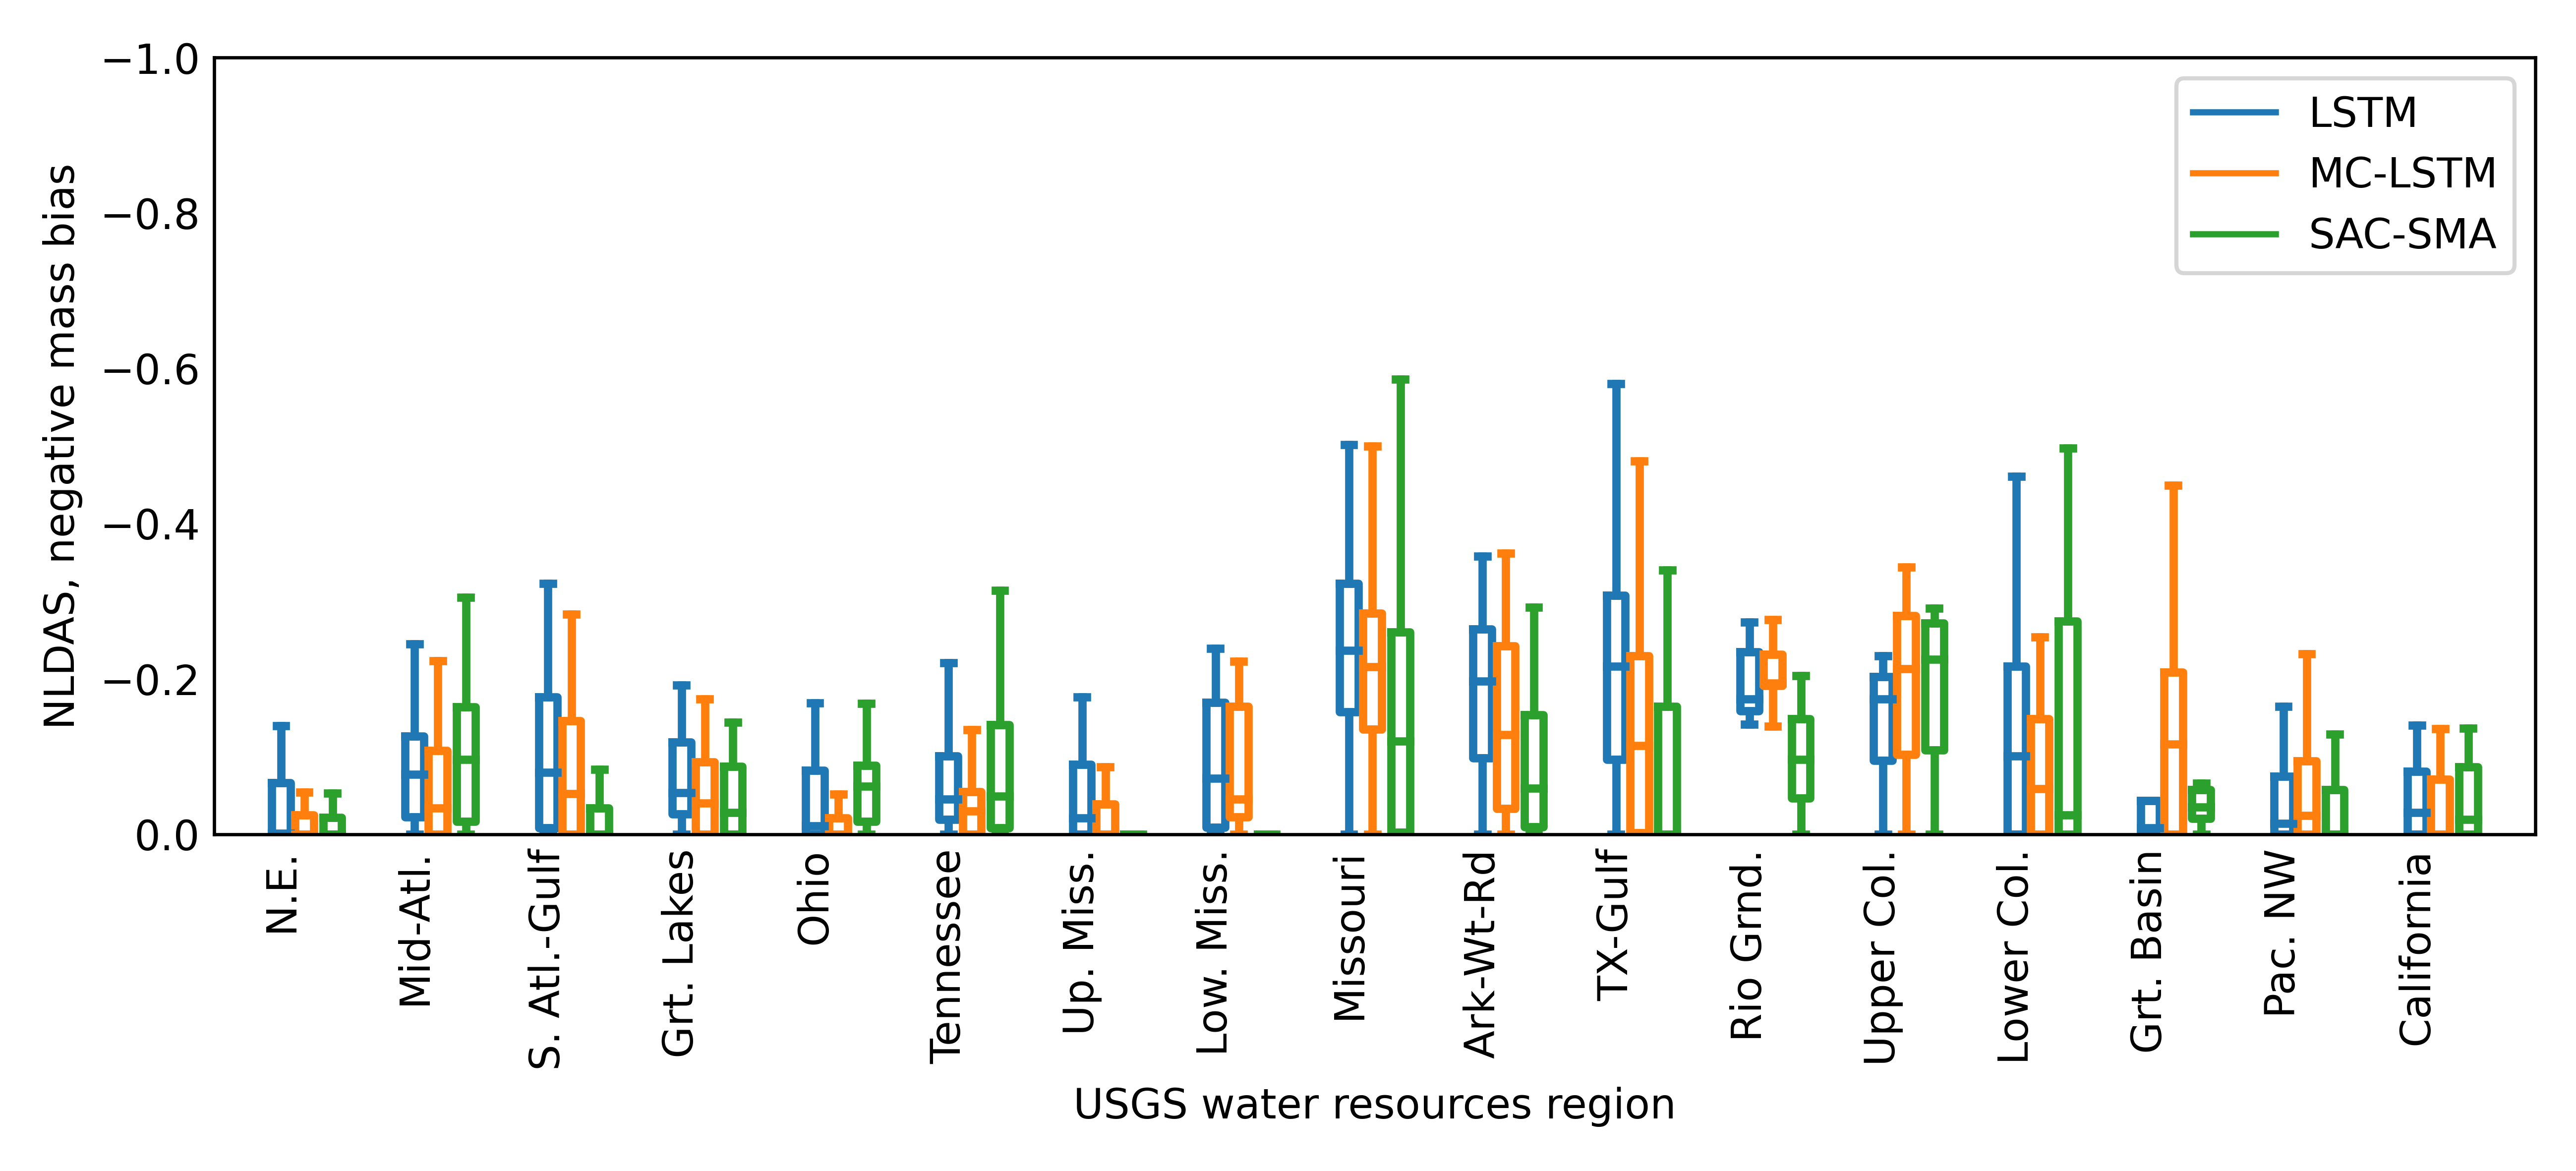 NLDAS, negative mass bias
−1.0
−0.8
−0.6
−0.4
−0.2
0.0
LSTM
MC-LSTM
SAC-SMA
N.E.
Mid-Atl.
S. Atl.-Gulf
Grt. Lakes
Ohio
Tennessee
Up. Miss.
Low. Miss.
Missouri
Ark-Wt-Rd
TX-Gulf
Rio Grnd.
Upper Col.
Lower Col.
Grt. Basin
Pac. NW
California
USGS water resources region